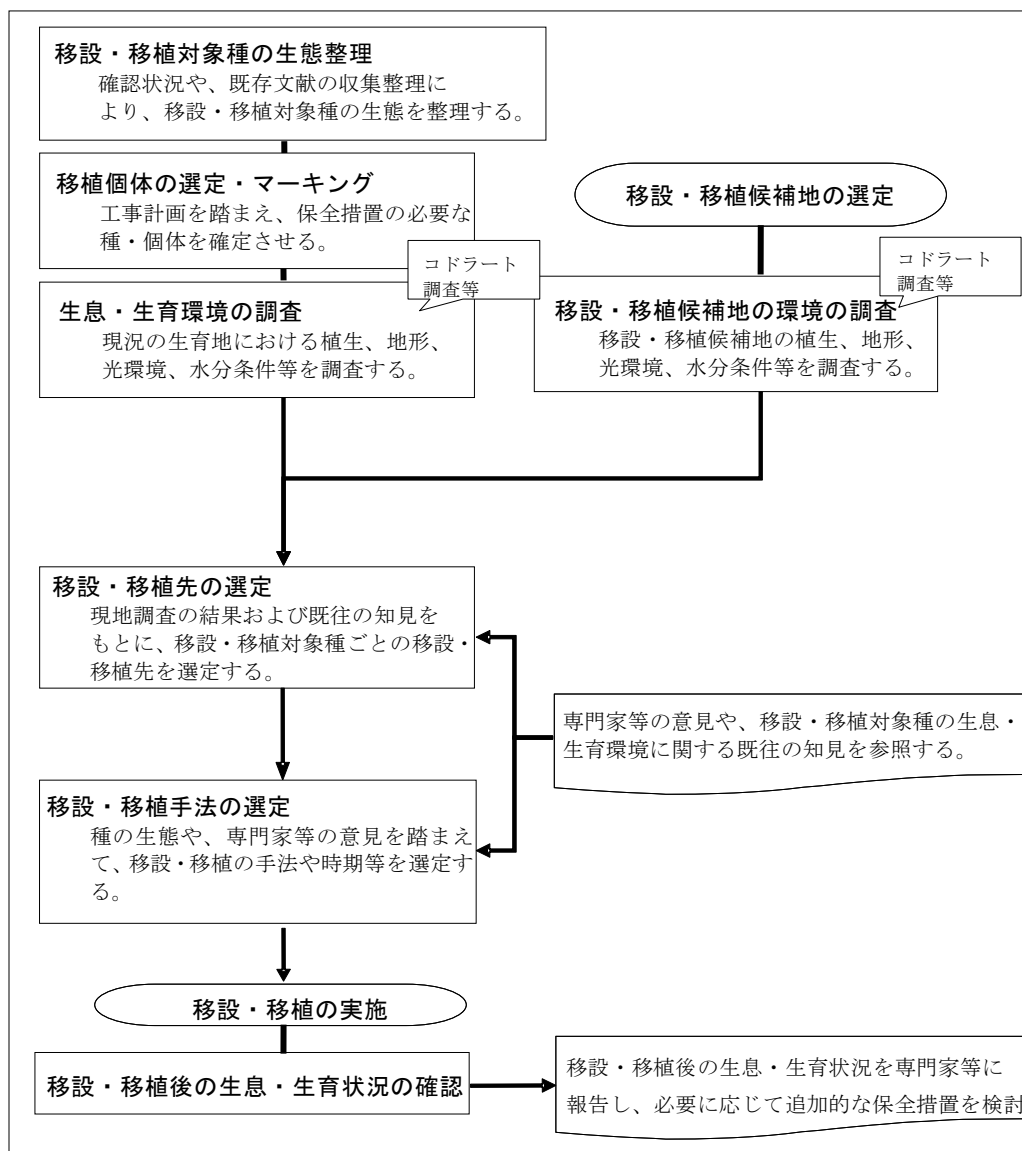 移設・移植対象種の生態整理
確認状況や、既存文献の収集整理に
より、移設・移植対象種の生態を整理する。
移植個体の選定・マーキング
工事計画を踏まえ、保全措置の必要な
種・個体を確定させる。
コドラート
調査等
生息・生育環境の調査
現況の生育地における植生、地形、
光環境、水分条件等を調査する。
移設・移植候補地の選定
コドラート
調査等
移設・移植候補地の環境の調査
移設・移植候補地の植生、地形、
光環境、水分条件等を調査する。
移設・移植先の選定
現地調査の結果および既往の知見を
もとに、移設・移植対象種ごとの移設・
移植先を選定する。
専門家等の意見や、移設・移植対象種の生息・
生育環境に関する既往の知見を参照する。
移設・移植手法の選定
種の生態や、専門家等の意見を踏まえ
て、移設・移植の手法や時期等を選定す
る。
移設・移植の実施
移設・移植後の生息・生育状況の確認
移設・移植後の生息・生育状況を専門家等に
報告し、必要に応じて追加的な保全措置を検討